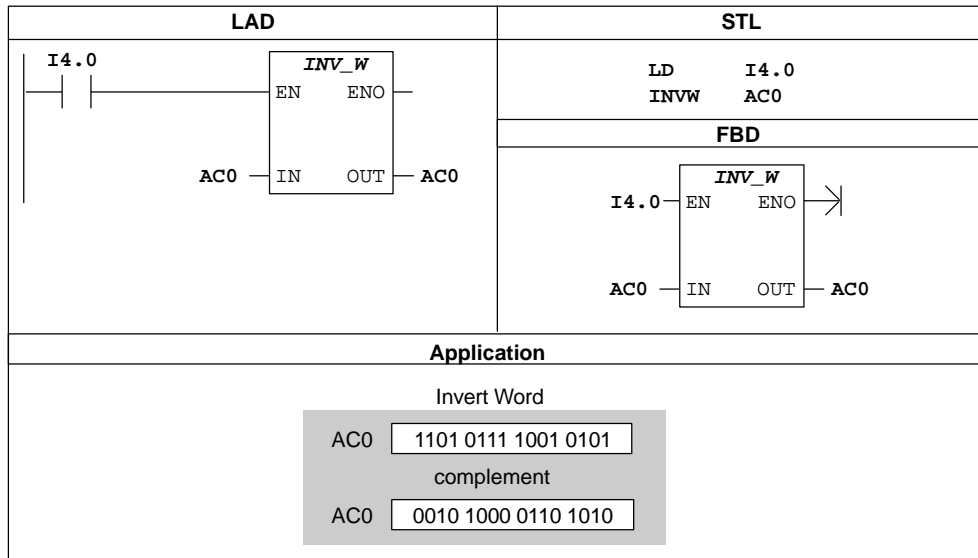 LAD
I4.0
INV_W
EN ENO
AC0 IN OUT AC0
STL
LD I4.0
INVW AC0
FBD
INV_W
I4.0 EN ENO
AC0 IN OUT AC0
Application
Invert Word
AC0 1101 0111 1001 0101
complement
AC0 0010 1000 0110 1010